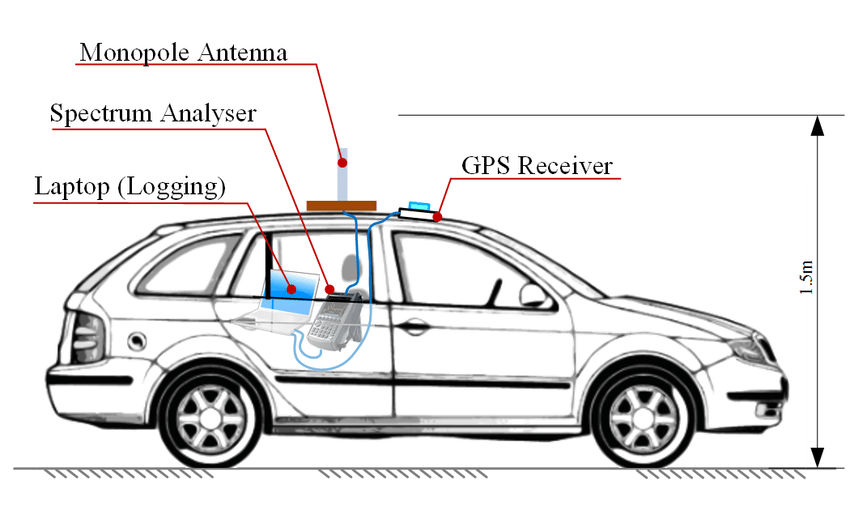 Monopole Antenna
Spectrum Analyser
GPS Receiver
Laptop (Logging)
1.5m